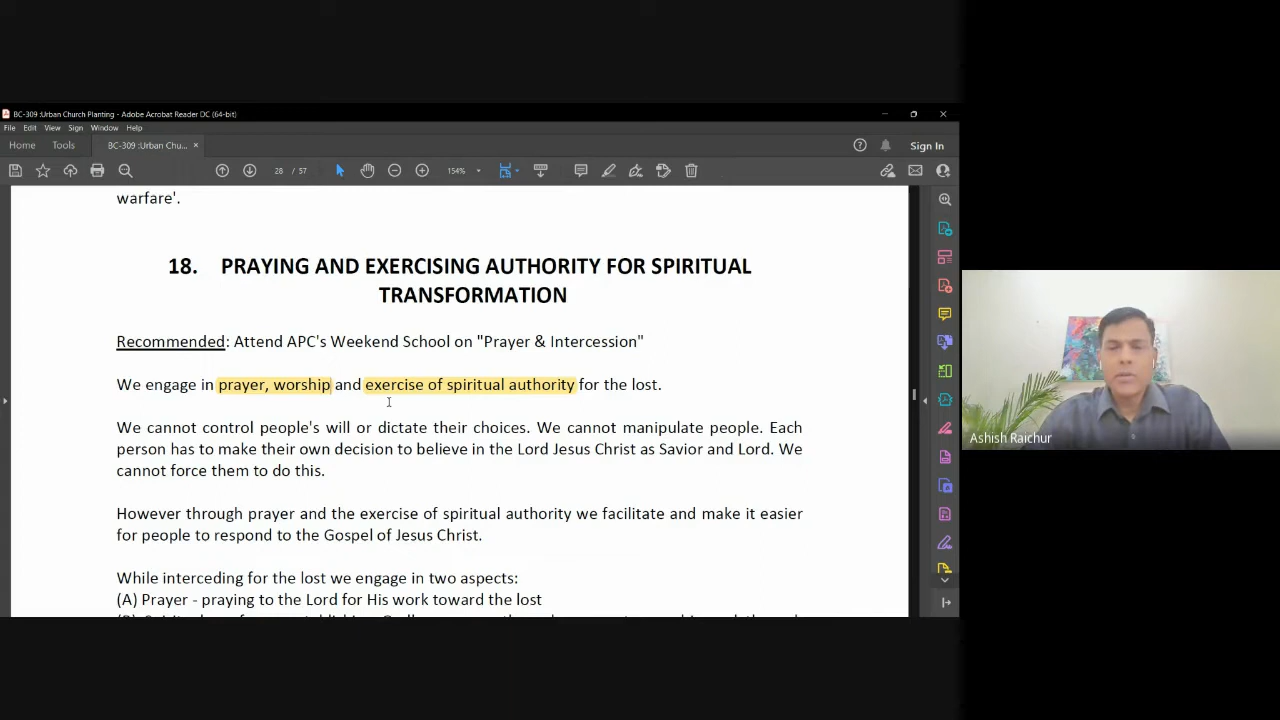 BC-309 :Urban Church Planting - Adobe Acrobat Reader DC (64-bit)
File Edit View Sign Window Help
Home Tools BC-309 :Urban Chu... × Sign In
28 / 57 154%
warfare'.
18. PRAYING AND EXERCISING AUTHORITY FOR SPIRITUAL
TRANSFORMATION
Recommended: Attend APC's Weekend School on "Prayer & Intercession"
We engage in prayer, worship and exercise of spiritual authority for the lost.
We cannot control people's will or dictate their choices. We cannot manipulate people. Each
person has to make their own decision to believe in the Lord Jesus Christ as Savior and Lord. We
cannot force them to do this.
However through prayer and the exercise of spiritual authority we facilitate and make it easier
for people to respond to the Gospel of Jesus Christ.
While interceding for the lost we engage in two aspects:
(A) Prayer - praying to the Lord for His work toward the lost
Ashish Raichur